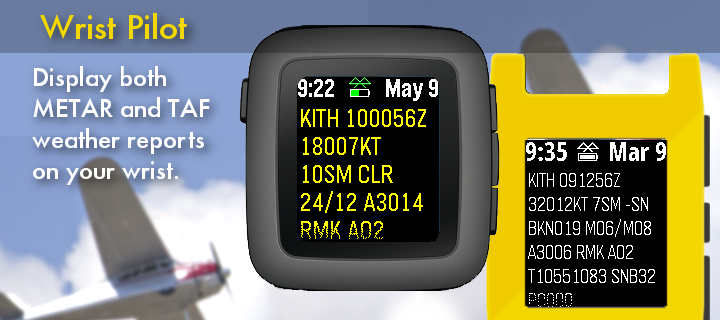 Wrist Pilot
Display both
METAR and TAF
weather reports
on your wrist.
9:22 May 9
KITH 100056Z
18007KT
10SM CLR
24/12 A3014
RMK AO2
9:35 Mar 9
KITH 091256Z
32012KT 7SM -SN
BKN019 M06/M08
A3006 RMK AO2
T10551083 SNB32
P0000